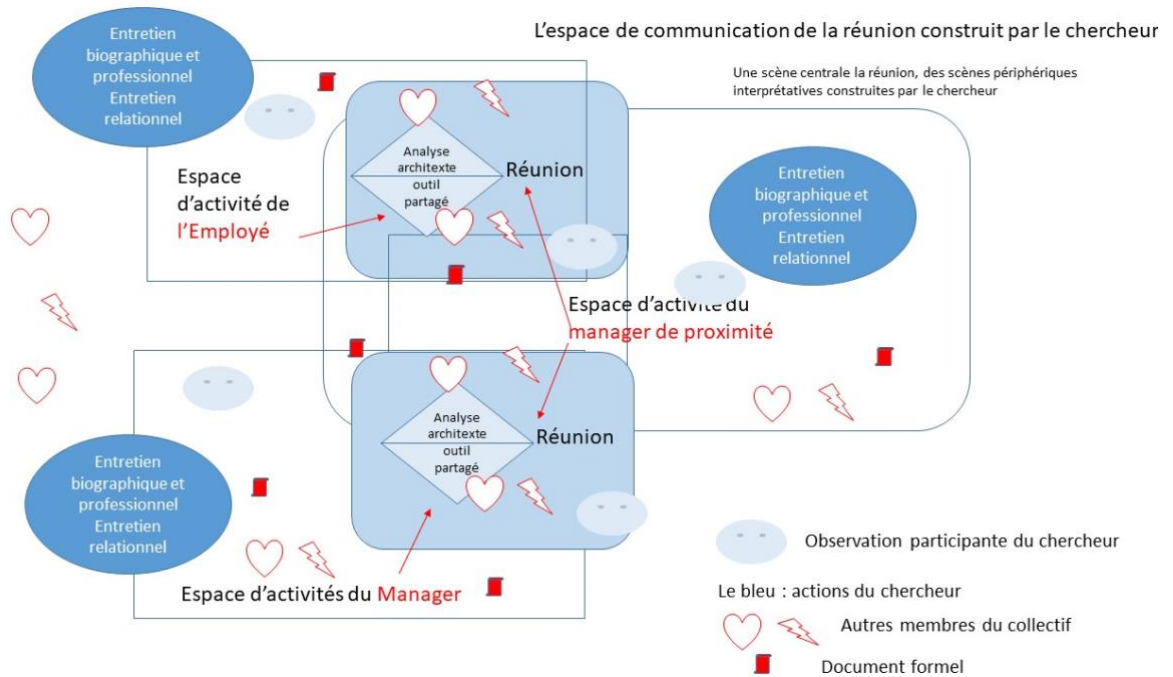 L'espace de communication de la réunion construit par le chercheur
Une scène centrale la réunion, des scènes périphériques
interprétatives construites par le chercheur
Entretien
biographique et
professionnel
Entretien
relationnel
Espace
d'activité de
l'Employé
Analyse
architexte
outil
partagé
Réunion
Entretien
biographique et
professionnel
Entretien
relationnel
Espace d'activité du
manager de proximité
Analyse
architexte
outil
partagé
Réunion
Entretien
biographique et
professionnel
Entretien
relationnel
Espace d'activités du Manager
Observation participante du chercheur
Le bleu : actions du chercheur
Autres membres du collectif
Document formel